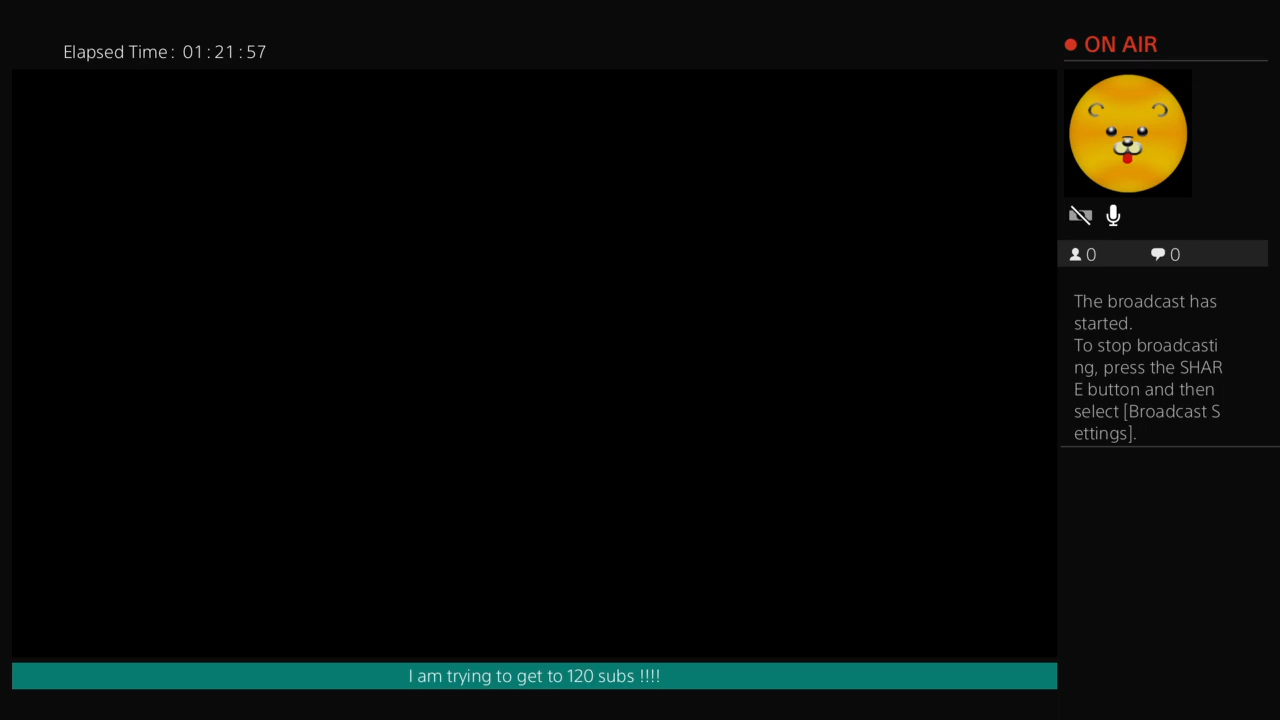 Elapsed Time: 01:21:57
ON AIR
0 0
The broadcast has
started.
To stop broadcasti
ng, press the SHAR
E button and then
select [Broadcast S
ettings].
I am trying to get to 120 subs !!!!